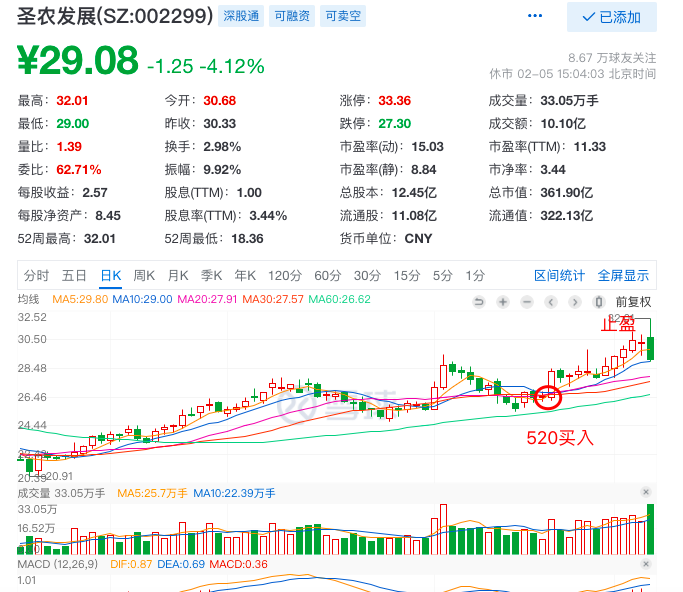 圣农发展(SZ:002299) 深股通 可融资 可卖空 ••• ✓已添加
¥29.08 -1.25 -4.12%
8.67 万球友关注
休市 02-05 15:04:03 北京时间
最高：32.01 今开：30.68 涨停：33.36 成交量：33.05万手
最低：29.00 昨收：30.33 跌停：27.30 成交额：10.10亿
量比：1.39 换手：2.98% 市盈率(动)：15.03 市盈率(TTM)：11.33
委比：62.71% 振幅：9.92% 市盈率(静)：8.84 市净率：3.44
每股收益：2.57 股息(TTM)：1.00 总股本：12.45亿 总市值：361.90亿
每股净资产：8.45 股息率(TTM)：3.44% 流通股：11.08亿 流通值：322.13亿
52周最高：32.01 52周最低：18.36 货币单位：CNY
分时 五日 日K 周K 月K 季K 年K 120分 60分 30分 15分 5分 1分 区间统计 全屏显示
均线 MA5:29.80 MA10:29.00 MA20:27.91 MA30:27.57 MA60:26.62 前复权
32.52
止盈
30.50
28.48
26.46
24.44
520买入
20.91
成交量 33.05万手 MA5:25.7万手 MA10:22.39万手
33.05万
16.52万
MACD (12,26,9) DIF:0.87 DEA:0.69 MACD:0.36
1.01